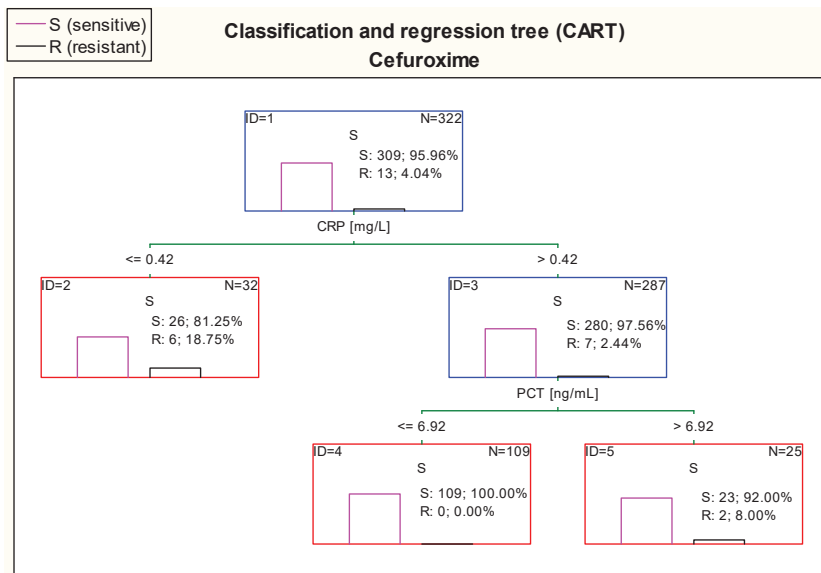 S (sensitive)
R (resistant)
Classification and regression tree (CART)
Cefuroxime
ID=1 N=322
S
S: 309; 95.96%
R: 13; 4.04%
CRP [mg/L]
<= 0.42 > 0.42
ID=2 N=32
S
S: 26; 81.25%
R: 6; 18.75%
ID=3 N=287
S
S: 280; 97.56%
R: 7; 2.44%
PCT [ng/mL]
<= 6.92 > 6.92
ID=4 N=109
S
S: 109; 100.00%
R: 0; 0.00%
ID=5 N=25
S
S: 23; 92.00%
R: 2; 8.00%